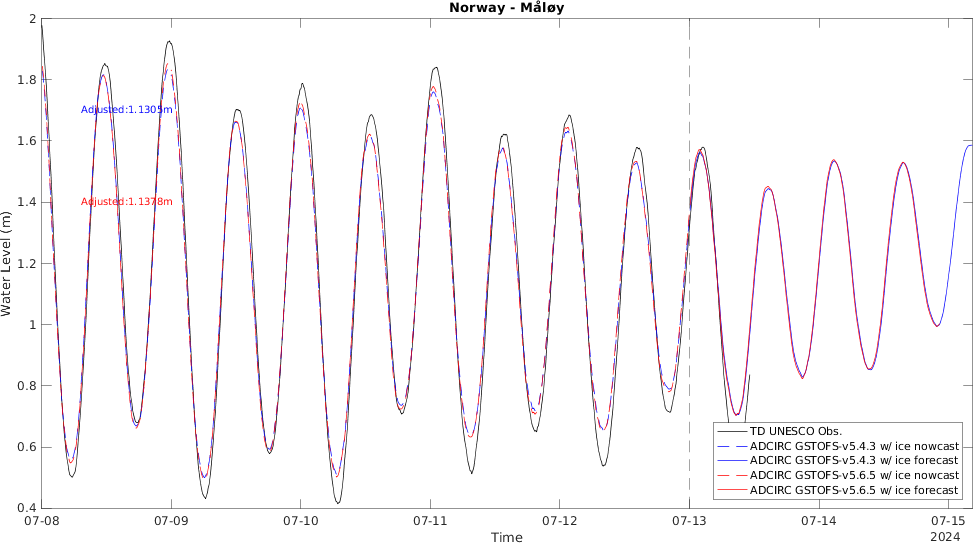 Norway - Måløy
2
1.8
1.6
1.4
1.2
1
0.8
0.6
0.4
Water Level (m)
Adjusted:1.1305m
Adjusted:1.1378m
TD UNESCO Obs.
ADCIRC GSTOFS-v5.4.3 w/ ice nowcast
ADCIRC GSTOFS-v5.4.3 w/ ice forecast
ADCIRC GSTOFS-v5.6.5 w/ ice nowcast
ADCIRC GSTOFS-v5.6.5 w/ ice forecast
07-08 07-09 07-10 07-11 07-12 07-13 07-14 07-15
Time 2024